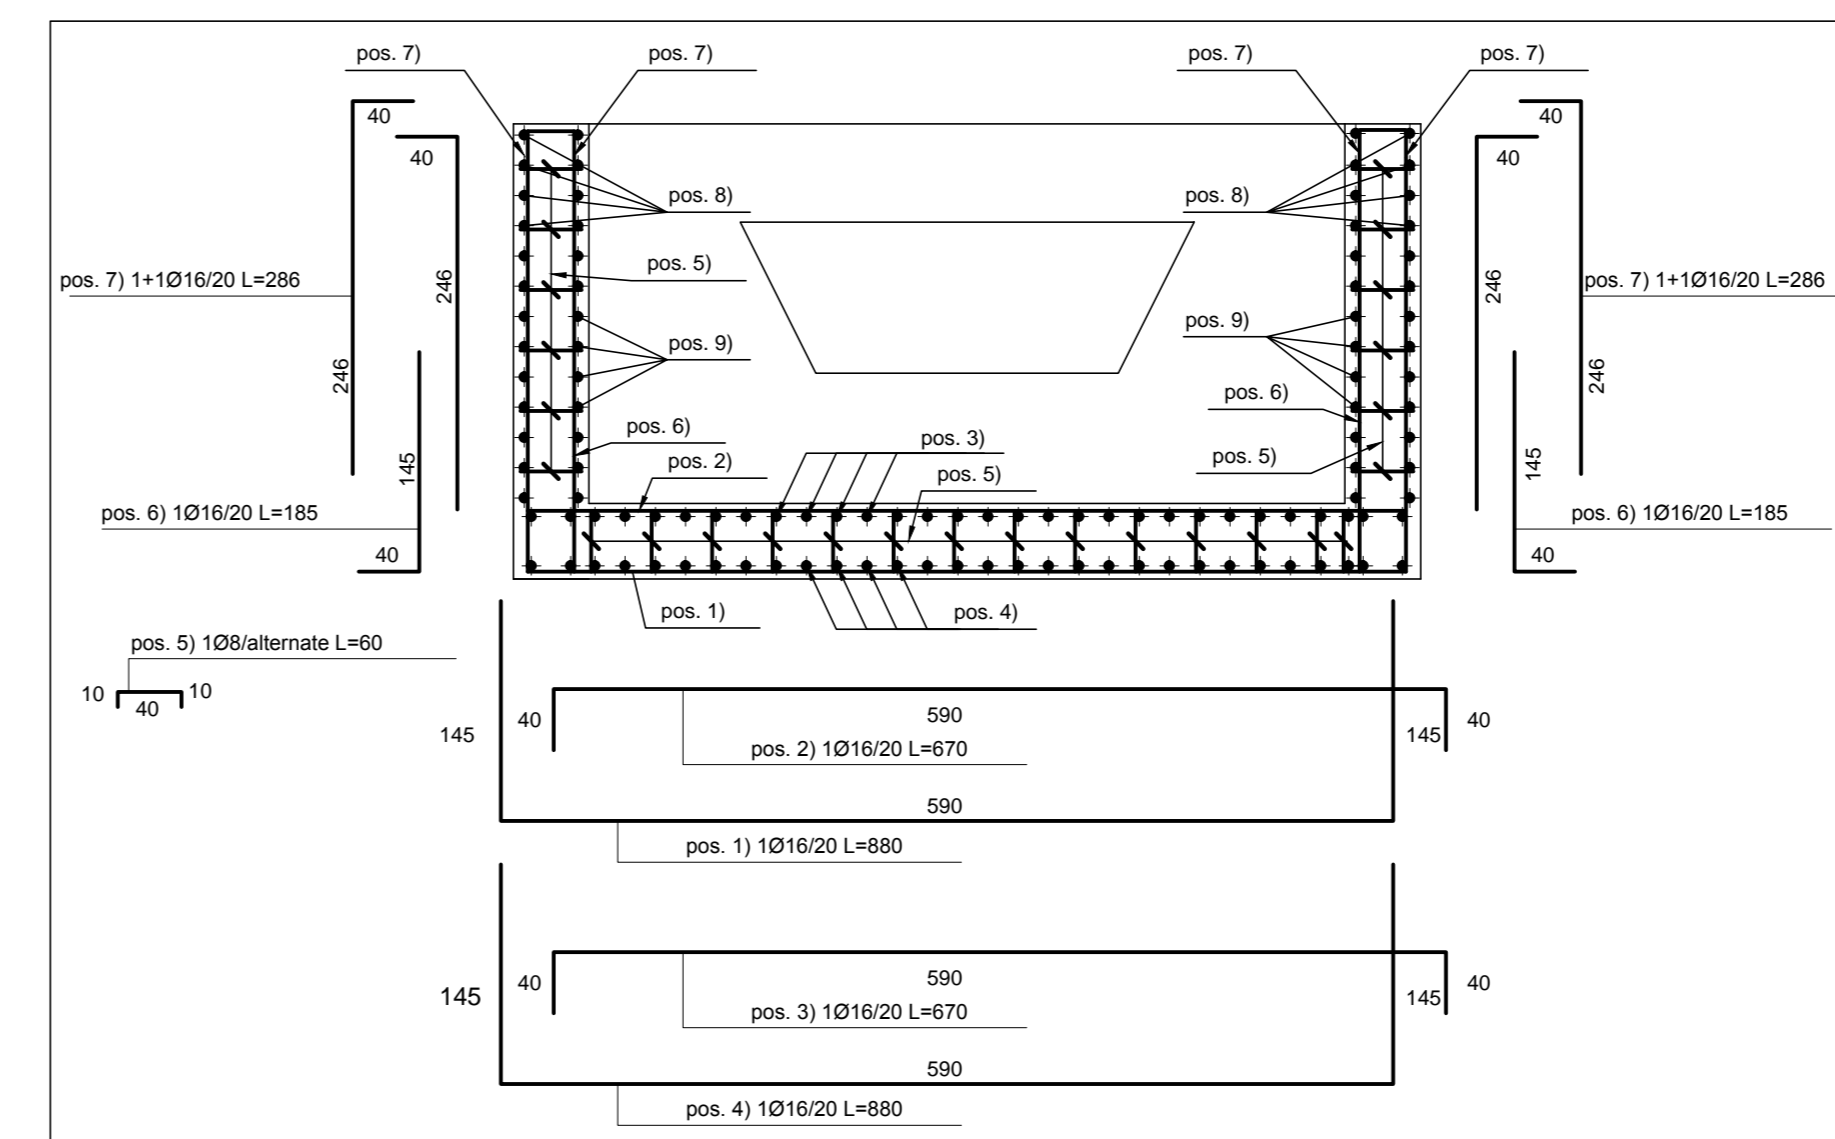 pos. 7)
pos. 7)
pos. 7)
pos. 7)
40
40
40
40
pos. 8)
pos. 8)
pos. 5)
pos. 7) 1+1Ø16/20 L=286
246
246
pos. 7) 1+1Ø16/20 L=286
pos. 9)
pos. 9)
246
246
pos. 6)
pos. 6)
pos. 3)
145
pos. 2)
pos. 5)
pos. 5)
145
pos. 6) 1Ø16/20 L=185
pos. 6) 1Ø16/20 L=185
40
40
pos. 1)
pos. 4)
pos. 5) 1Ø8/alternate L=60
10
10
40
145
40
590
145
40
pos. 2) 1Ø16/20 L=670
590
pos. 1) 1Ø16/20 L=880
145
40
590
145
40
pos. 3) 1Ø16/20 L=670
590
pos. 4) 1Ø16/20 L=880